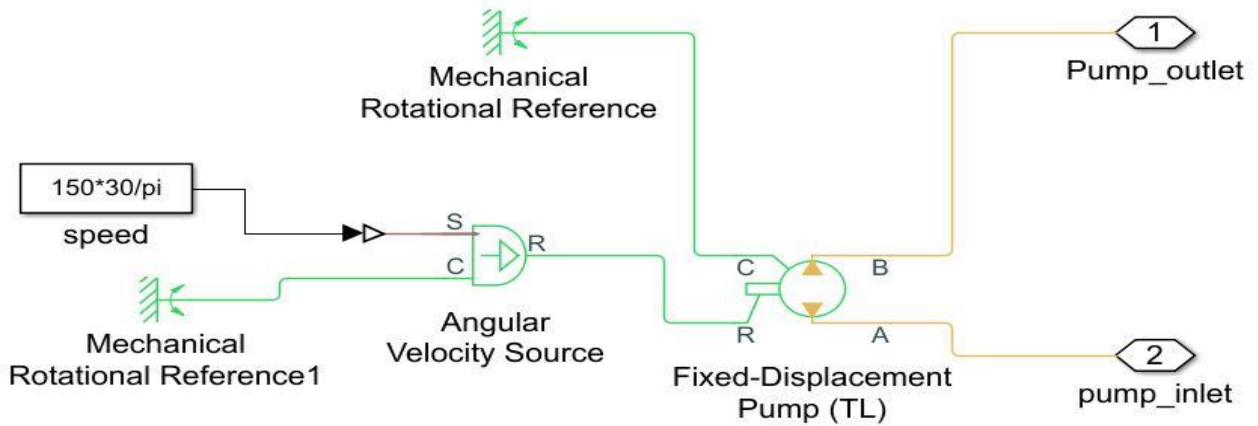 1
Pump_outlet
Mechanical
Rotational Reference
150*30/pi
speed
S
R
C
C
B
R
A
Mechanical
Rotational Reference1
Angular
Velocity Source
Fixed-Displacement
Pump (TL)
2
pump_inlet